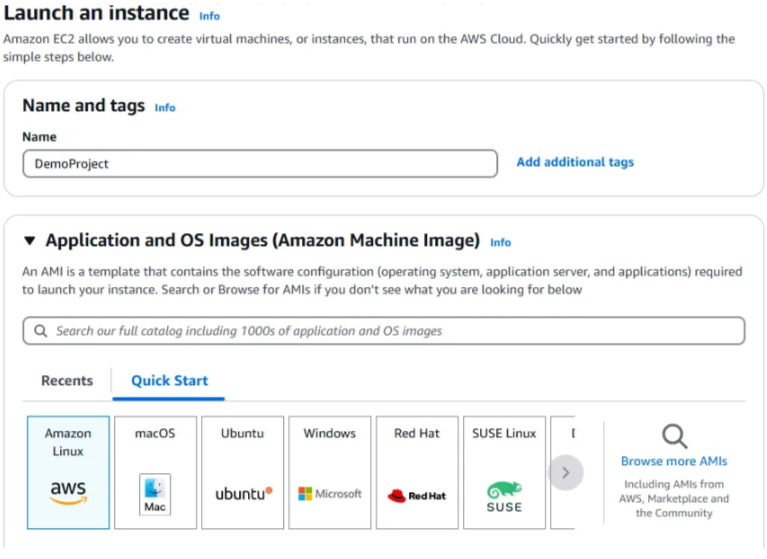 Launch an instance Info
Amazon EC2 allows you to create virtual machines, or instances, that run on the AWS Cloud. Quickly get started by following the
simple steps below.
Name and tags Info
Name
DemoProject
Add additional tags
Application and OS Images (Amazon Machine Image) Info
An AMI is a template that contains the software configuration (operating system, application server, and applications) required
to launch your instance. Search or Browse for AMIs if you don't see what you are looking for below
Search our full catalog including 1000s of application and OS images
Recents
Quick Start
Amazon
Linux
aws
macOS
Mac
Ubuntu
ubuntu
Windows
Microsoft
Red Hat
Red Hat
SUSE Linux
SUSE
Browse more AMIs
Including AMIs from
AWS, Marketplace and
the Community